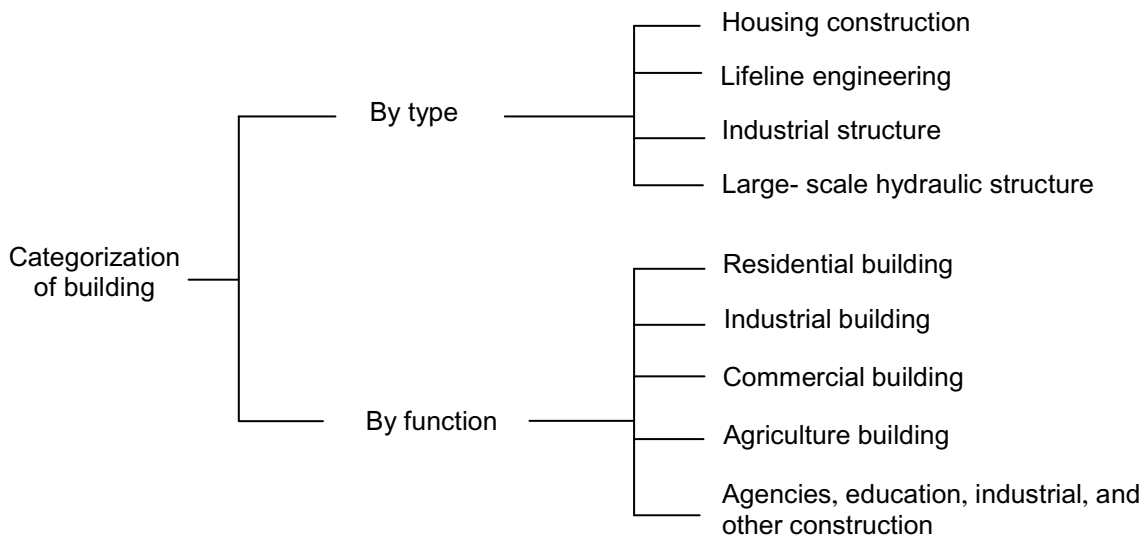 Categorization
of building
By type
Housing construction
Lifeline engineering
Industrial structure
Large- scale hydraulic structure
By function
Residential building
Industrial building
Commercial building
Agriculture building
Agencies, education, industrial, and
other construction